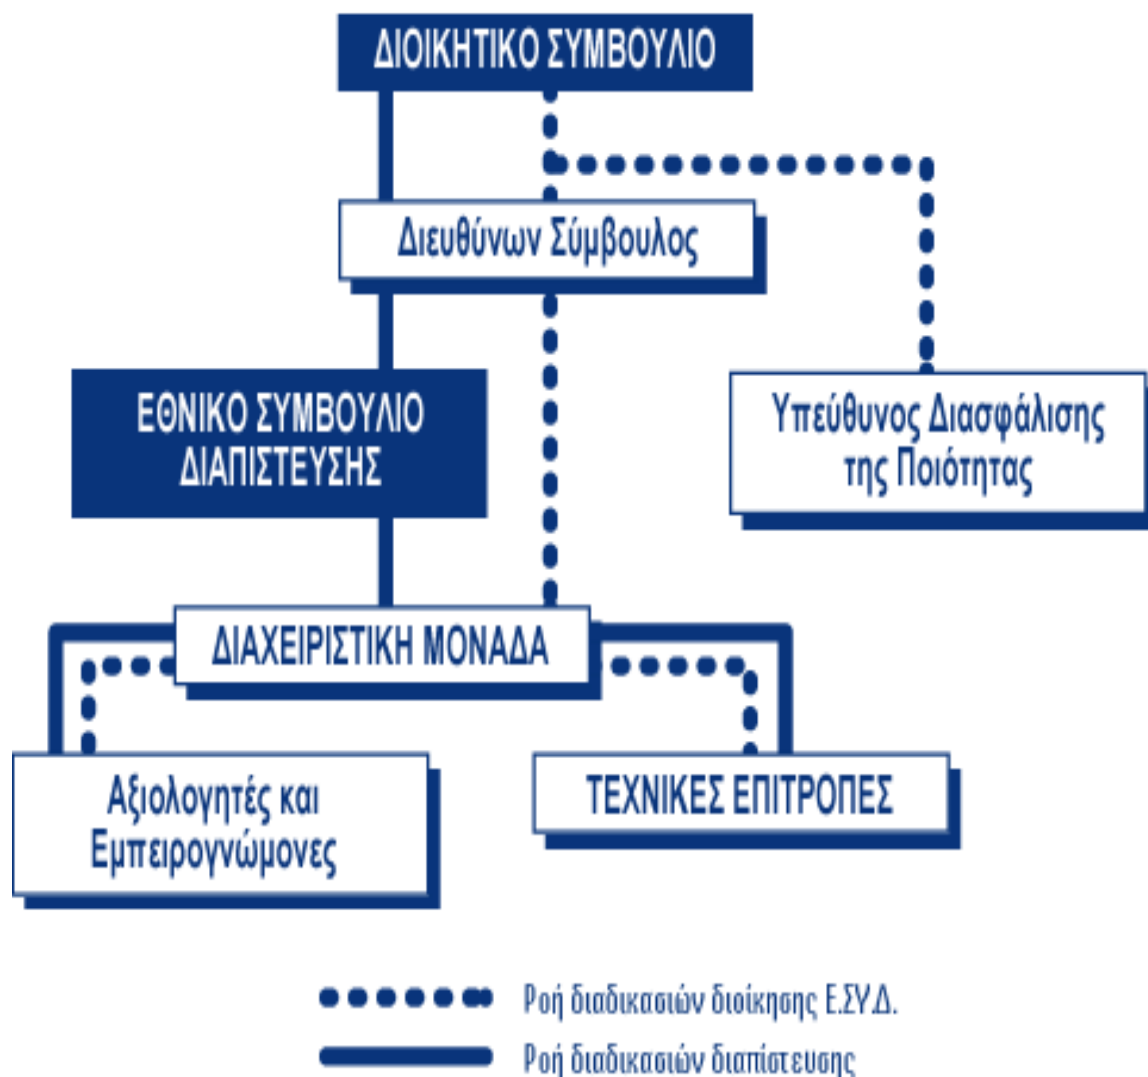 ΔΙΟΙΚΗΤΙΚΟ ΣΥΜΒΟΥΛΙΟ
Διευθύνων Σύμβουλος
ΕΘΝΙΚΟ ΣΥΜΒΟΥΛΙΟ
ΔΙΑΠΙΣΤΕΥΣΗΣ
Υπεύθυνος Διασφάλισης
της Ποιότητας
ΔΙΑΧΕΙΡΙΣΤΙΚΗ ΜΟΝΑΔΑ
Αξιολογητές και
Εμπειρογνώμονες
ΤΕΧΝΙΚΕΣ ΕΠΙΤΡΟΠΕΣ
Ροή διαδικασιών διοίκησης Ε.ΣΥ.Δ.
Ροή διαδικασιών διαπίστευσης